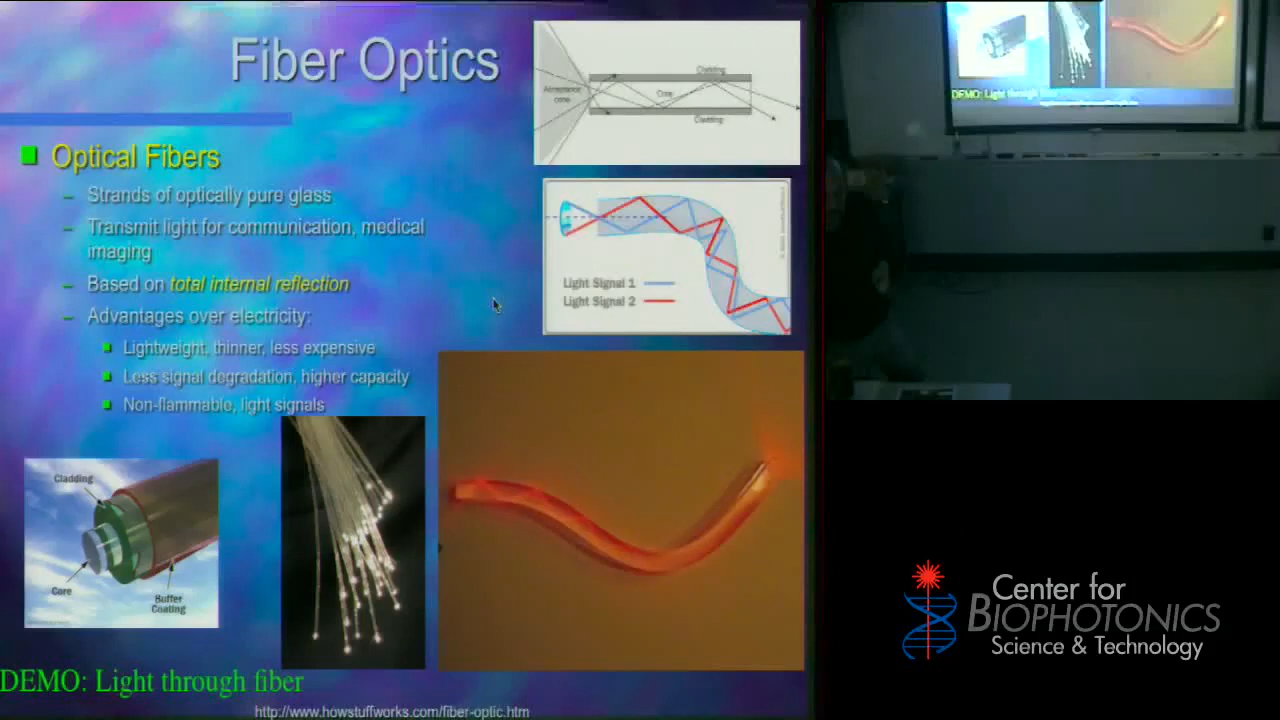 Fiber Optics
Optical Fibers
– Strands of optically pure glass
– Transmit light for communication, medical
imaging
– Based on total internal reflection
– Advantages over electricity:
Lightweight, thinner, less expensive
Less signal degradation, higher capacity
Non-flammable, light signals
Cladding
Acceptance
cone
Core
Cladding
Light Signal 1
Light Signal 2
Cladding
Core
Buffer
Coating
DEMO: Light through fiber
http://www.howstuffworks.com/fiber-optic.htm
DEMO: Light through
Center for
BIOPHOTONICS
Science & Technology